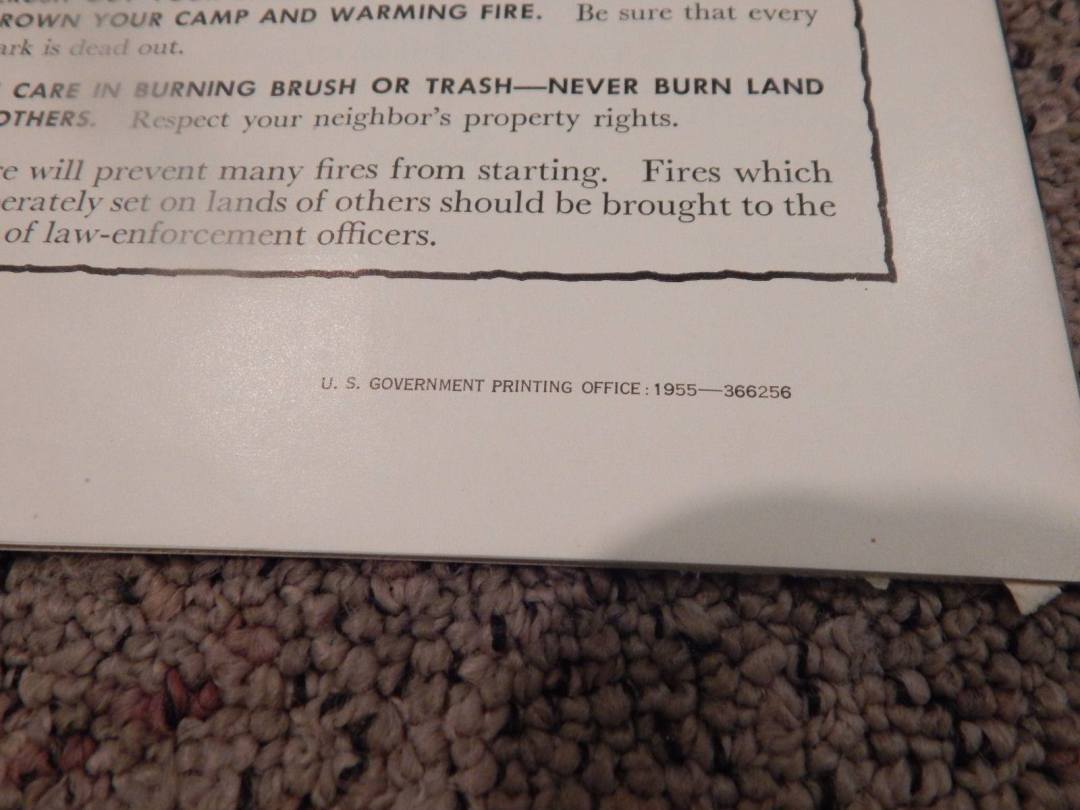 ROWN YOUR CAMP AND WARMING FIRE. Be sure that every
ark is dead out.
CARE IN BURNING BRUSH OR TRASH—NEVER BURN LAND
OTHERS. Respect your neighbor's property rights.
e will prevent many fires from starting. Fires which
erately set on lands of others should be brought to the
of law-enforcement officers.
U. S. GOVERNMENT PRINTING OFFICE : 1955—366256